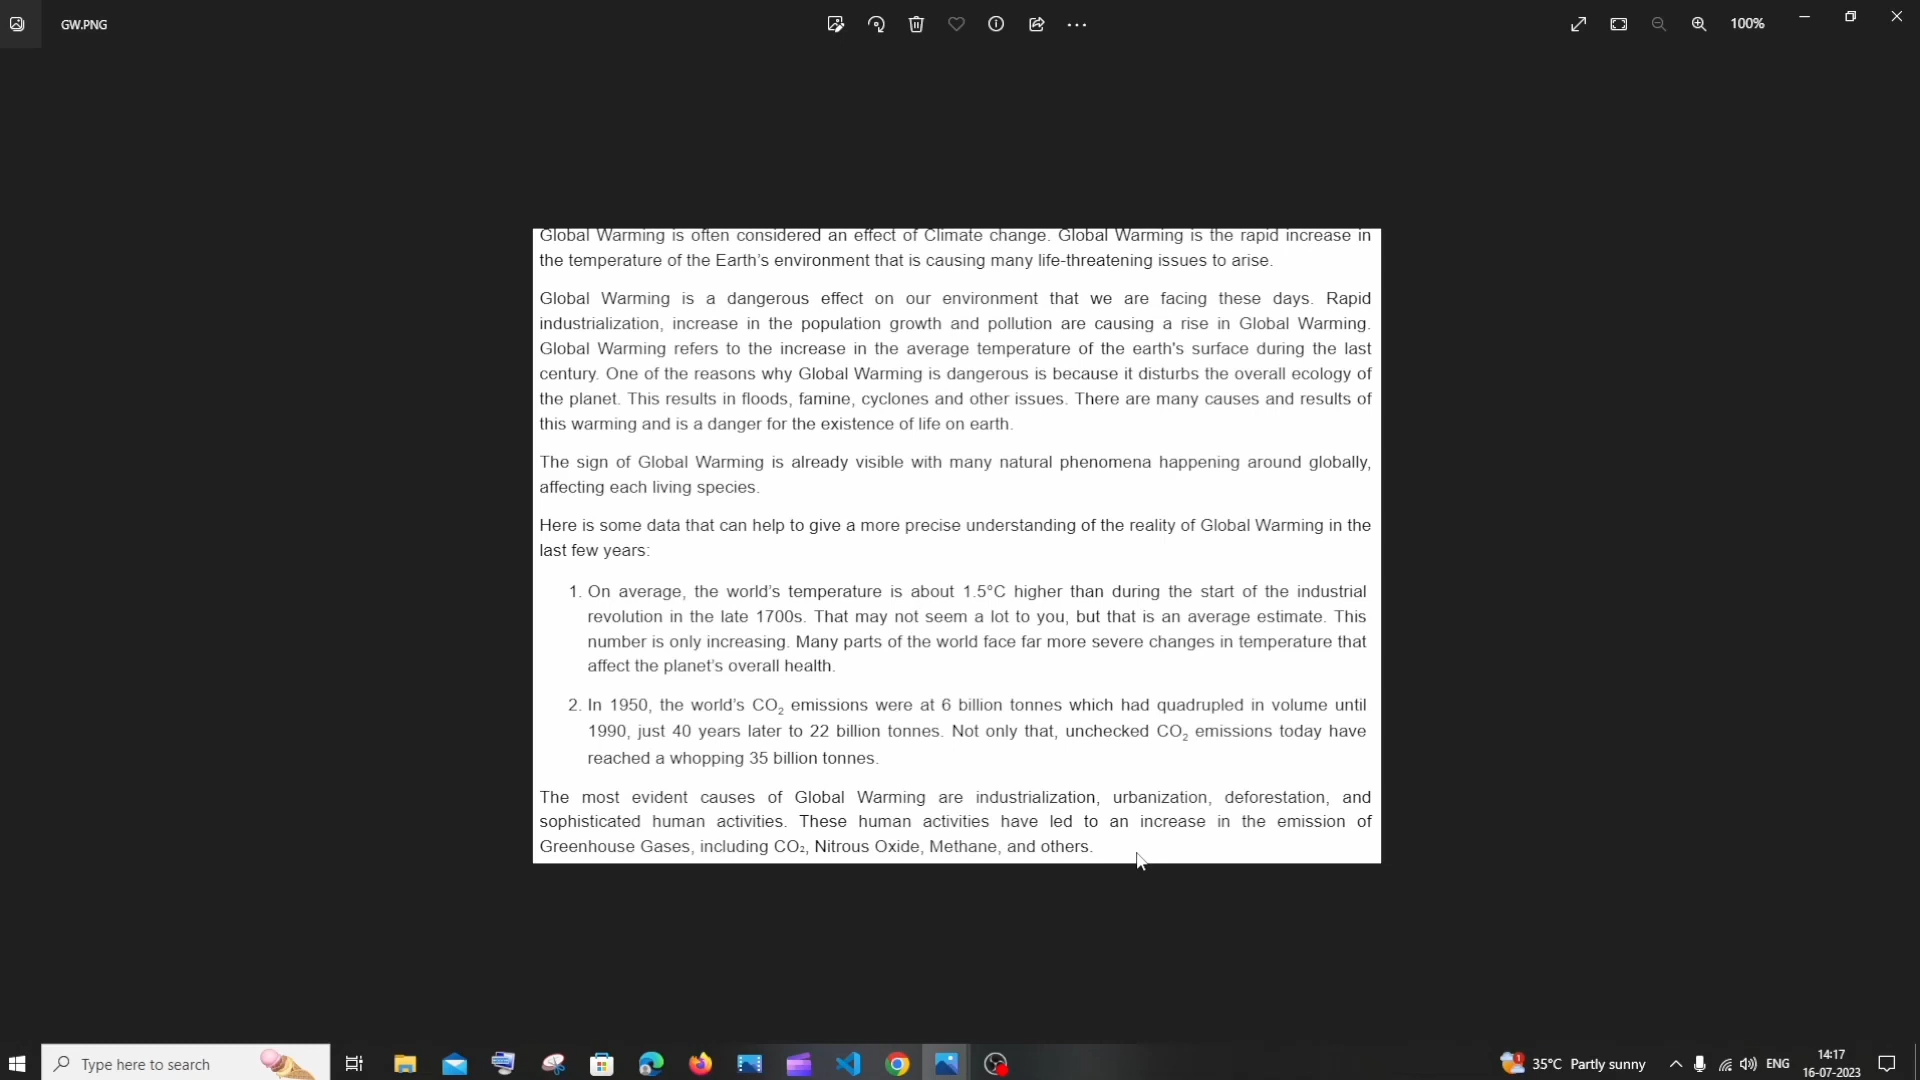 GW.PNG
100%
Global Warming is often considered an effect of Climate change. Global Warming is the rapid increase in
the temperature of the Earth's environment that is causing many life-threatening issues to arise.
Global Warming is a dangerous effect on our environment that we are facing these days. Rapid
industrialization, increase in the population growth and pollution are causing a rise in Global Warming.
Global Warming refers to the increase in the average temperature of the earth's surface during the last
century. One of the reasons why Global Warming is dangerous is because it disturbs the overall ecology of
the planet. This results in floods, famine, cyclones and other issues. There are many causes and results of
this warming and is a danger for the existence of life on earth.
The sign of Global Warming is already visible with many natural phenomena happening around globally,
affecting each living species.
Here is some data that can help to give a more precise understanding of the reality of Global Warming in the
last few years:
1. On average, the world's temperature is about 1.5°C higher than during the start of the industrial
revolution in the late 1700s. That may not seem a lot to you, but that is an average estimate. This
number is only increasing. Many parts of the world face far more severe changes in temperature that
affect the planet's overall health.
2. In 1950, the world's CO₂ emissions were at 6 billion tonnes which had quadrupled in volume until
1990, just 40 years later to 22 billion tonnes. Not only that, unchecked CO₂ emissions today have
reached a whopping 35 billion tonnes.
The most evident causes of Global Warming are industrialization, urbanization, deforestation, and
sophisticated human activities. These human activities have led to an increase in the emission of
Greenhouse Gases, including CO₂, Nitrous Oxide, Methane, and others.
Type here to search
1
35°C Partly sunny
ENG
14:17
16-07-2023